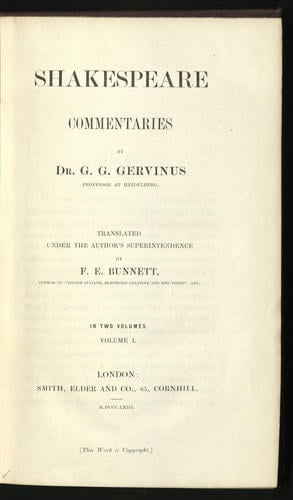 SHAKESPEARE
COMMENTARIES
BY
DR. G. G. GERVINUS
PROFESSOR AT HEIDELBERG.
TRANSLATED
UNDER THE AUTHOR'S SUPERINTENDENCE
BY
F. E. BUNNETT,
AUTHOR OF "LOUISE JULIANE, ELECTRESS PALATINE AND HER TIMES". ETC.
IN TWO VOLUMES.
VOLUME I.
LONDON:
SMITH, ELDER AND CO., 65, CORNHILL.
M.DCCC.LXIII.
[This Work is Copyright.]